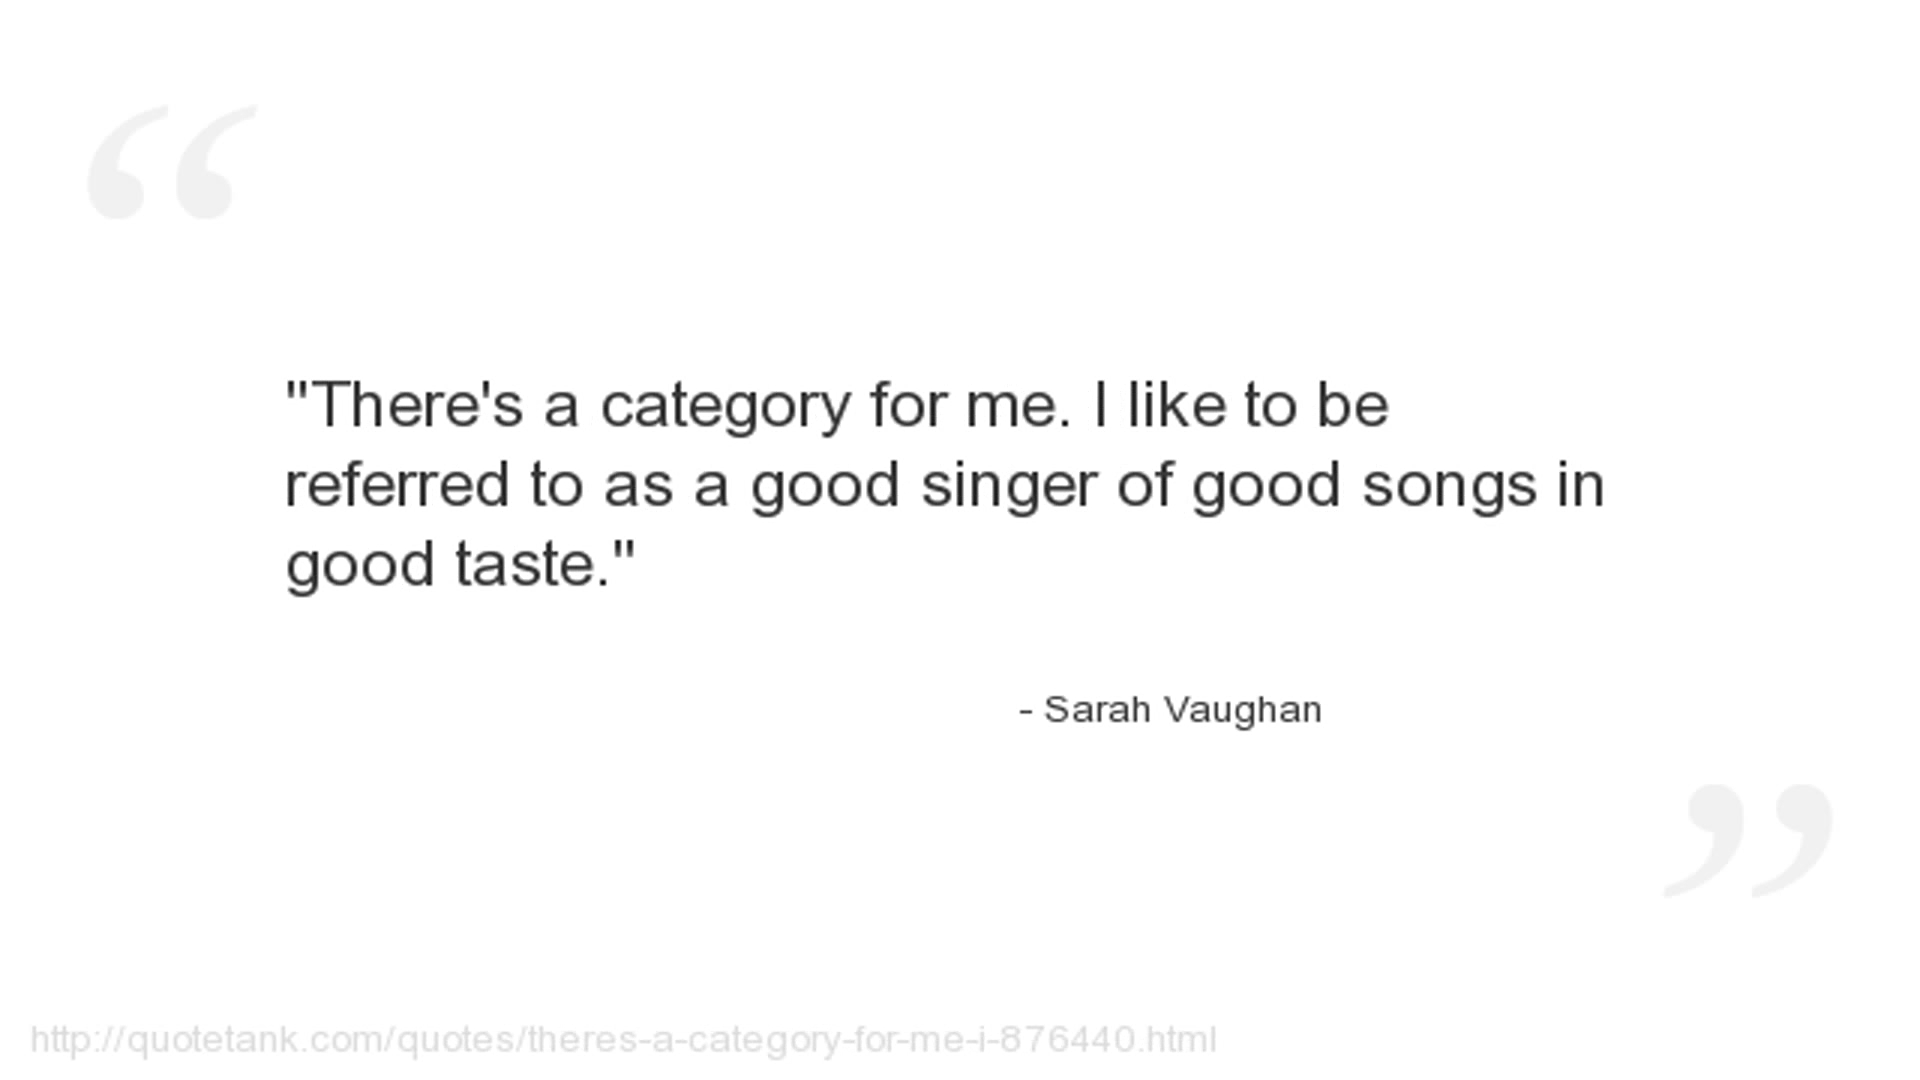 "There's a category for me. I like to be
referred to as a good singer of good songs in
good taste."
- Sarah Vaughan
http://quotetank.com/quotes/theres-a-category-for-me-i-876440.html